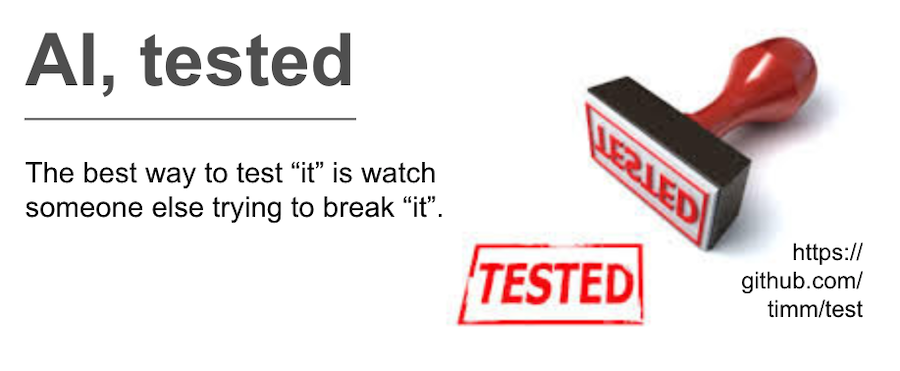 AI, tested
The best way to test “it” is watch
someone else trying to break “it”.
TESTED
TESTED
https://
github.com/
timm/test